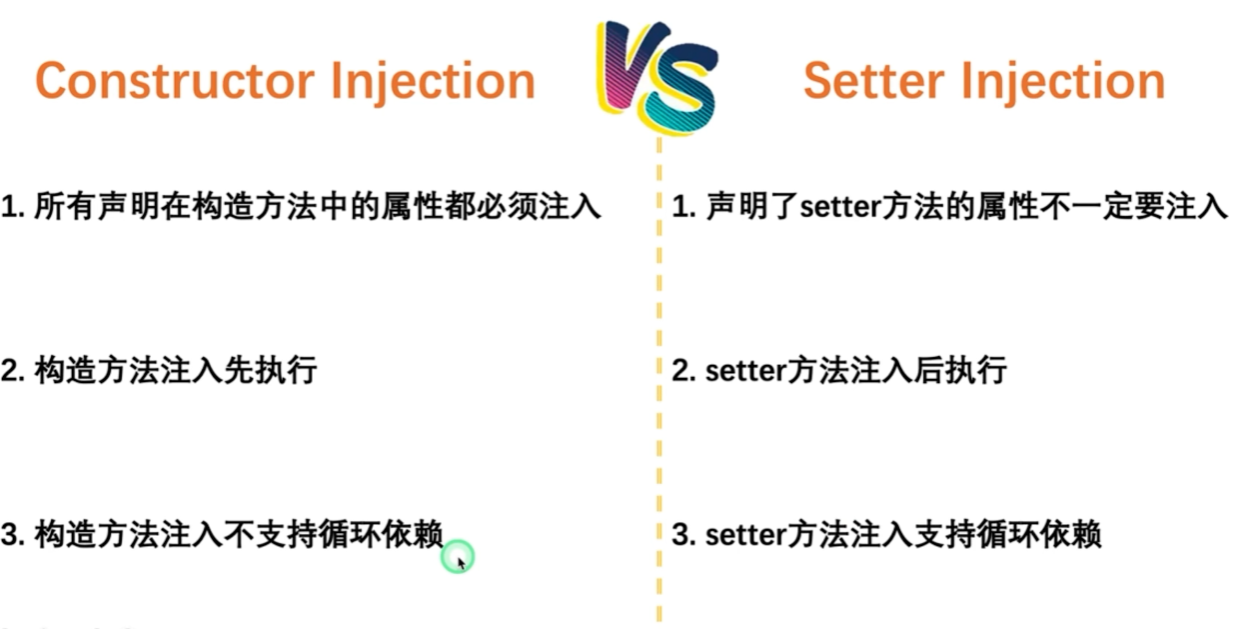 Constructor Injection
VS
Setter Injection
1. 所有声明在构造方法中的属性都必须注入
1. 声明了setter方法的属性不一定要注入
2. 构造方法注入先执行
2. setter方法注入后执行
3. 构造方法注入不支持循环依赖
3. setter方法注入支持循环依赖